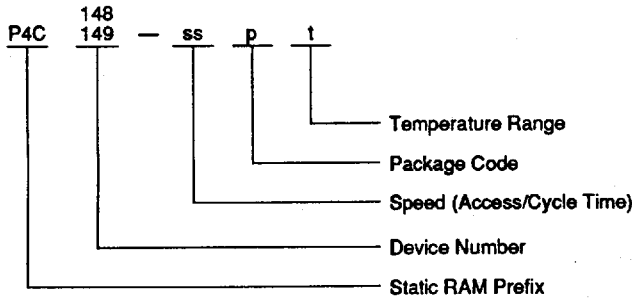 148
P4C 149 — ss p t
Temperature Range
Package Code
Speed (Access/Cycle Time)
Device Number
Static RAM Prefix